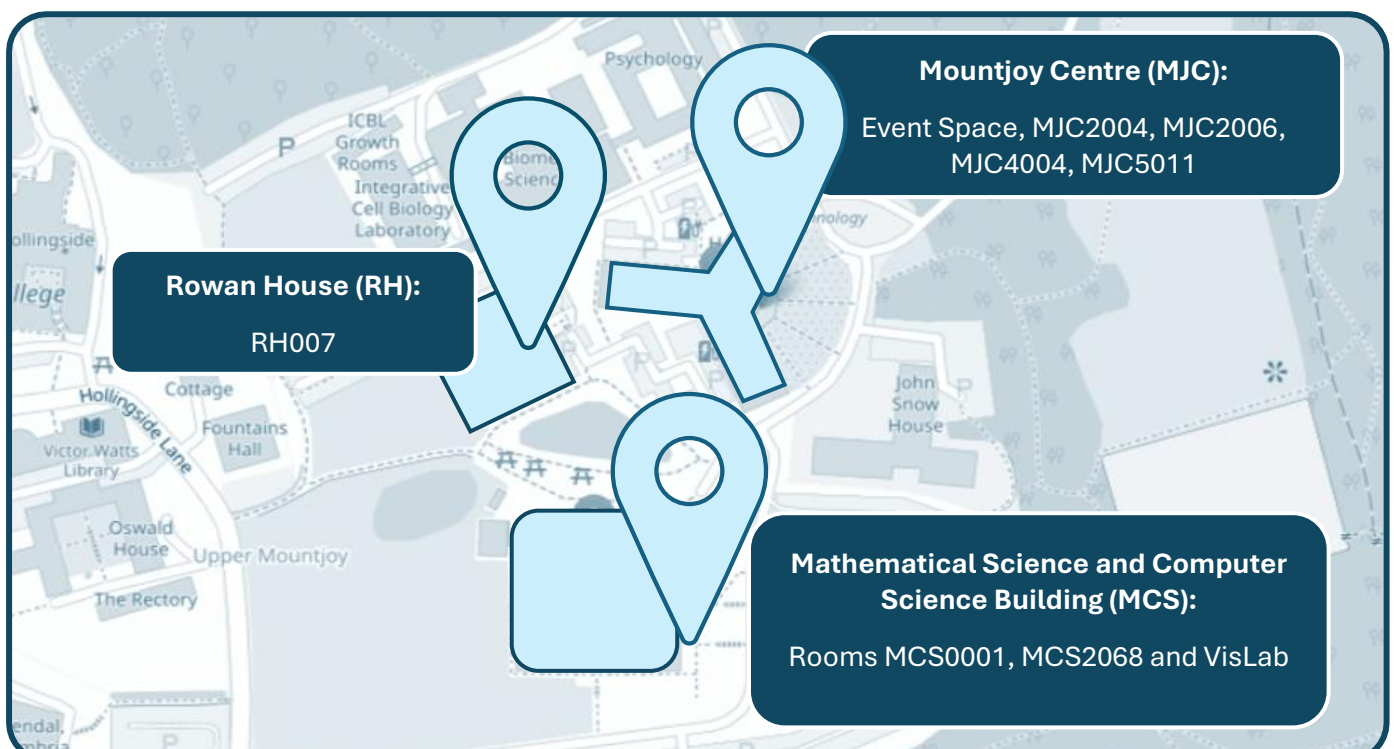 Psychology
Mountjoy Centre (MJC):
Event Space, MJC2004, MJC2006,
MJC4004, MJC5011
ICBL
Growth
Rooms
P
Integrative
Cell Biology
Laboratory
Rowan House (RH):
RH007
P
P
P
Cottage
Hollingside Lane
Fountains
Hall
Victor Watts
Library
John
Snow
House
P
Oswald
House
Upper Mountjoy
The Rectory
Mathematical Science and Computer
Science Building (MCS):
Rooms MCS0001, MCS2068 and VisLab
P
P